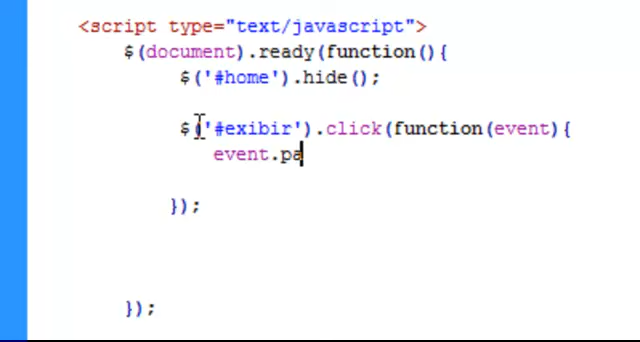 <script type="text/javascript">
$(document).ready(function(){
$('#home').hide();
$('#exibir').click(function(event){
event.pa
});
});